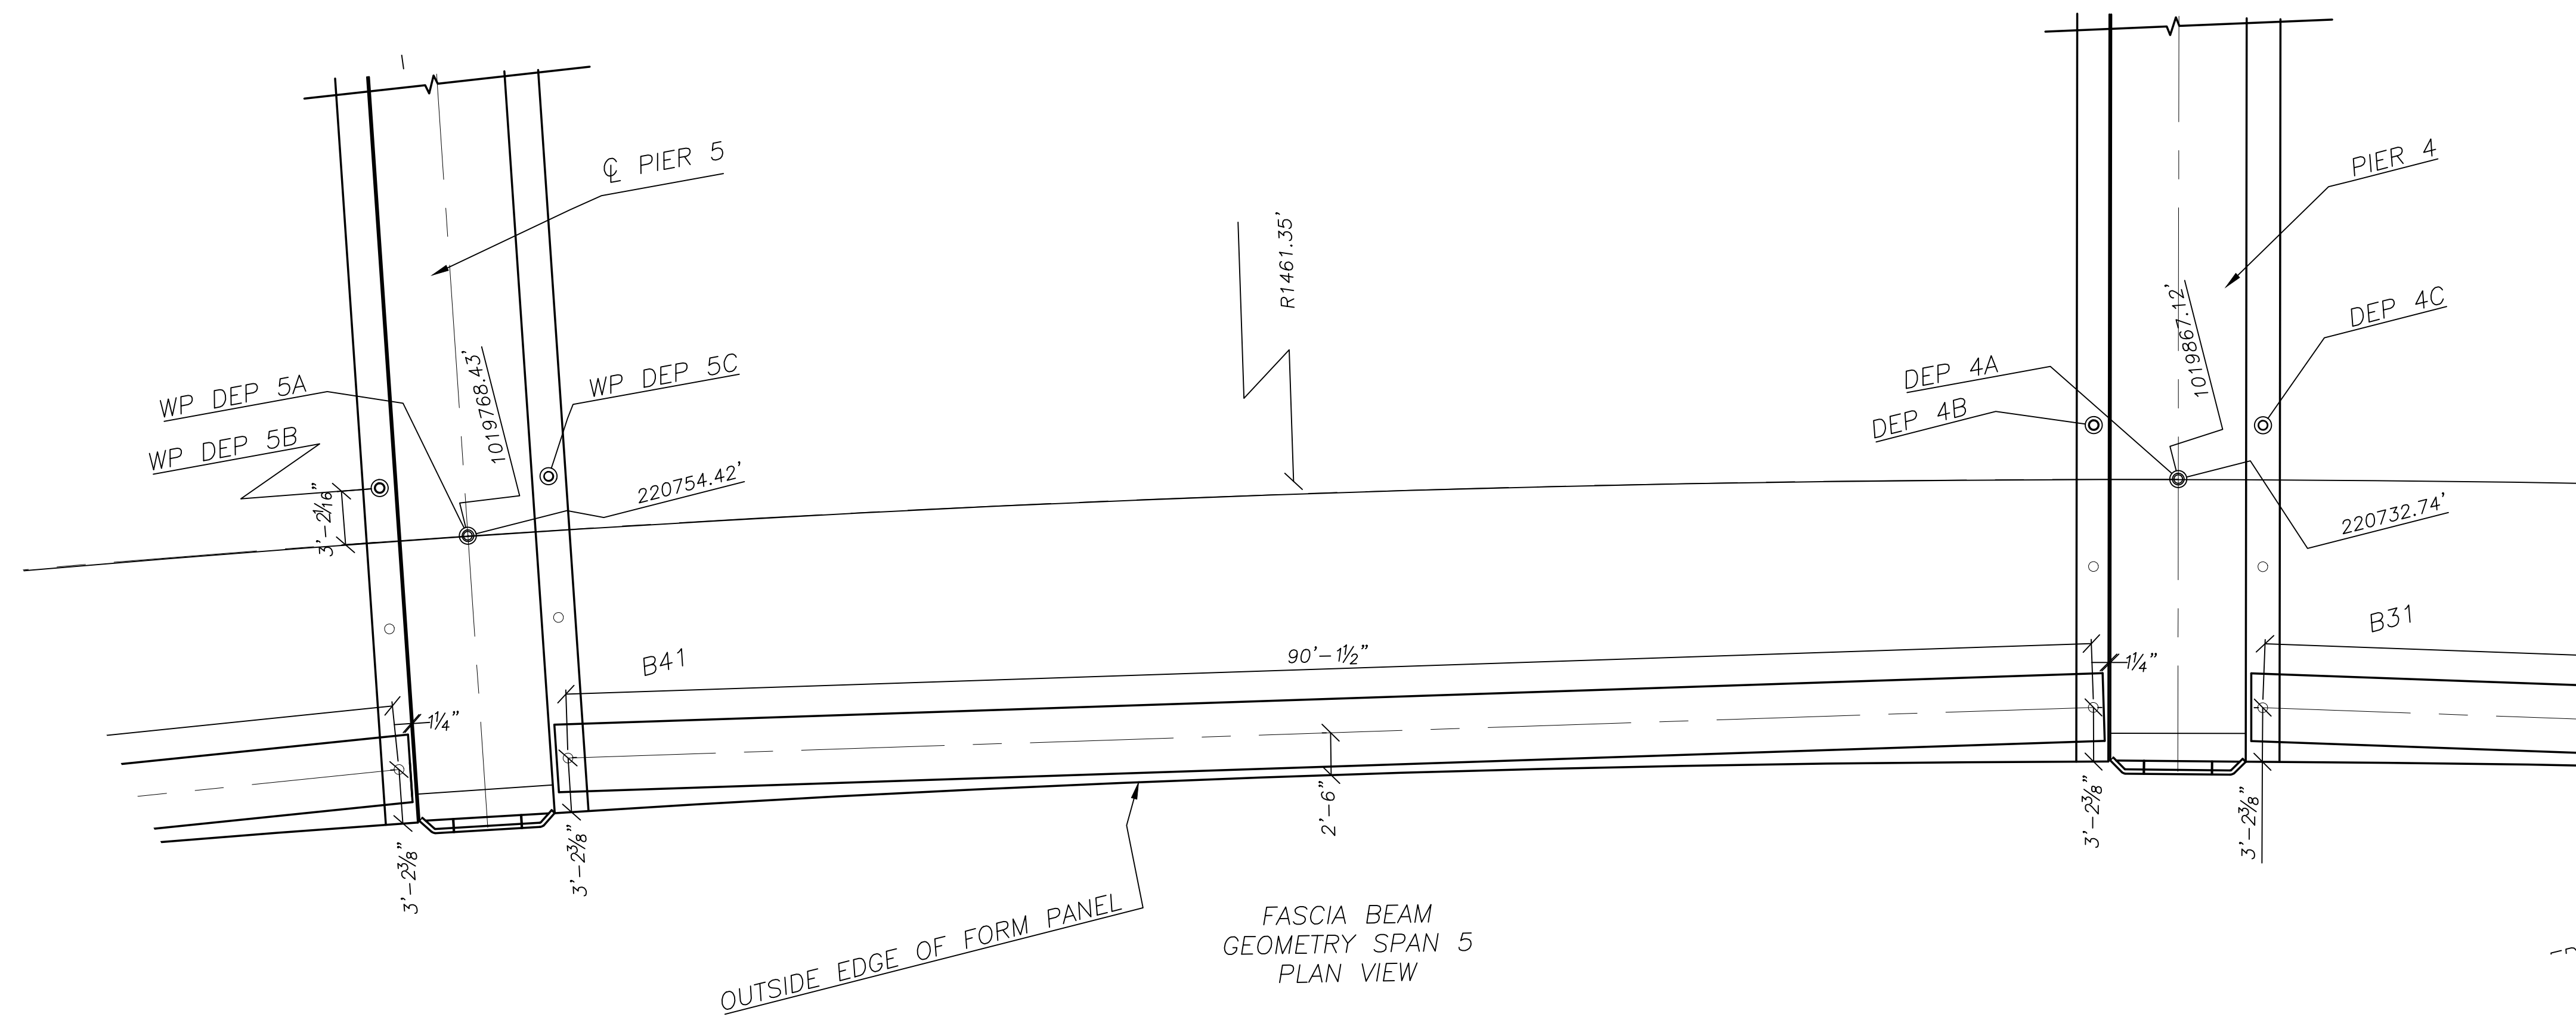 ℄ PIER 5
PIER 4
R1461.35'
1019867.12'
DEP 4C
1019768.43'
WP DEP 5A
WP DEP 5C
DEP 4A
DEP 4B
WP DEP 5B
220754.42'
3'-2 1/16"
220732.74'
B41
B31
90'-1½"
1¼"
1¼"
2'-6"
3'-2⅜"
3'-2⅜"
3'-2⅜"
3'-2⅜"
OUTSIDE EDGE OF FORM PANEL
FASCIA BEAM
GEOMETRY SPAN 5
PLAN VIEW